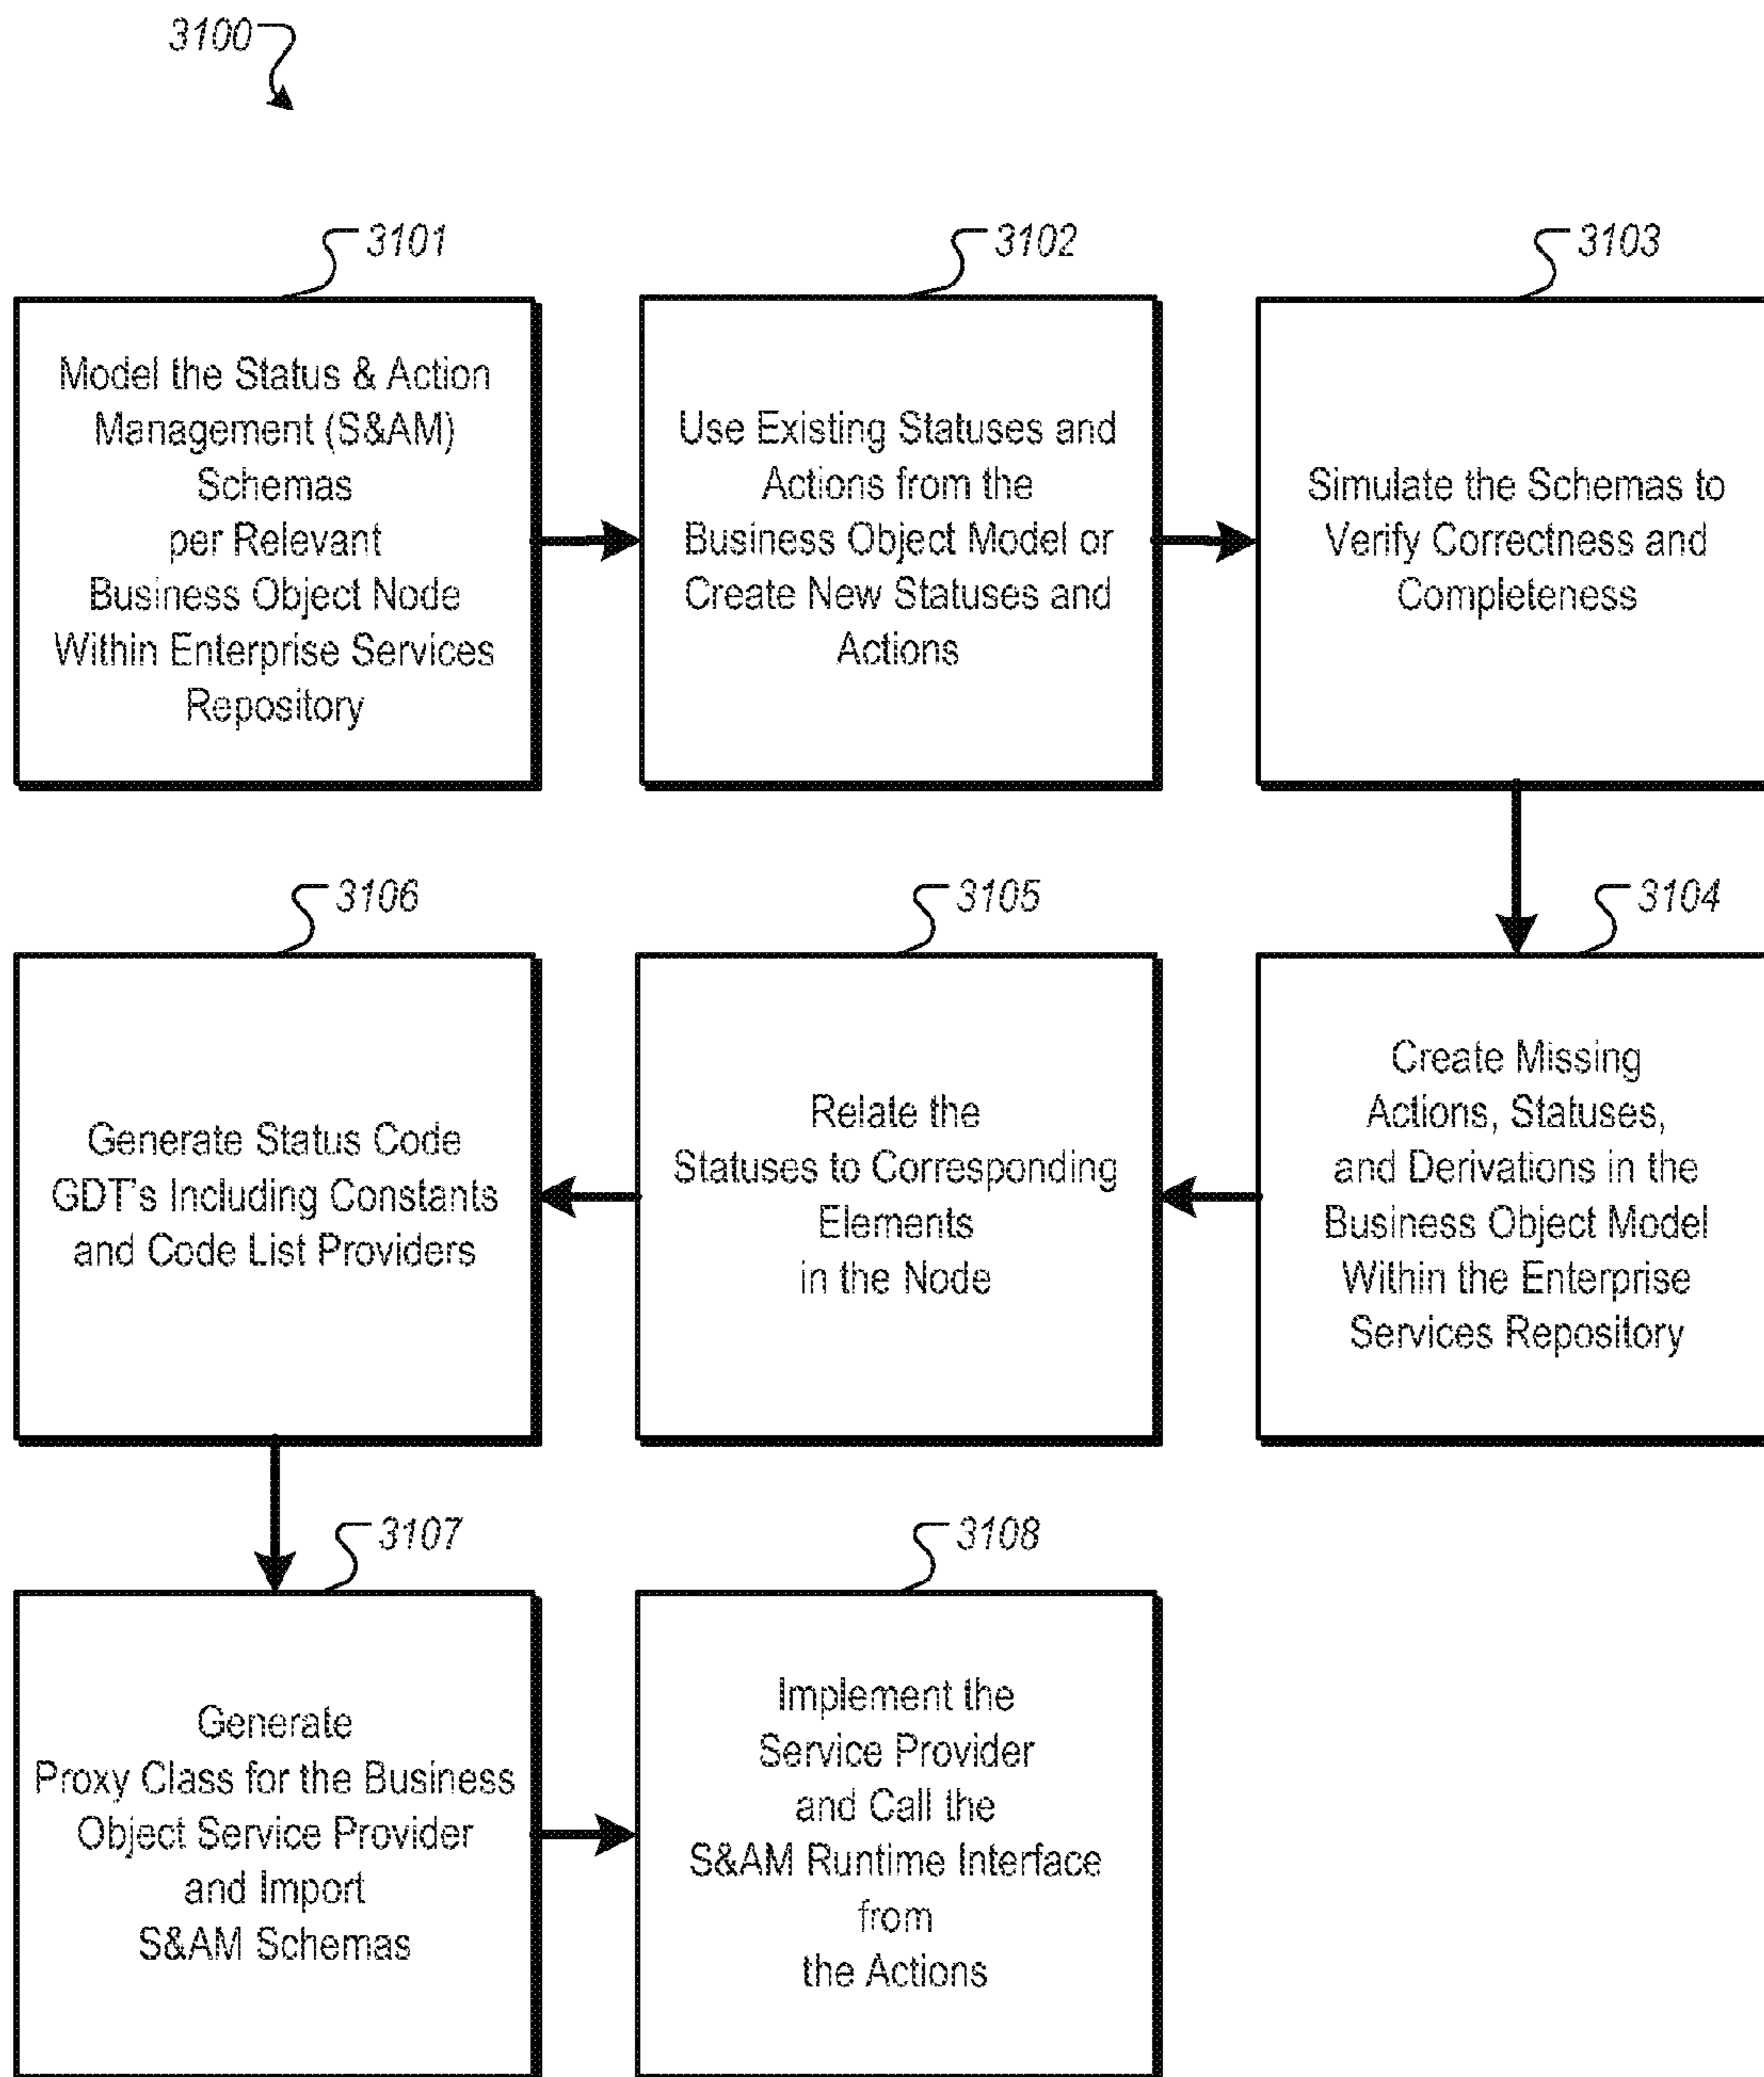 3100
3101
Model the Status & Action
Management (S&AM)
Schemas
per Relevant
Business Object Node
Within Enterprise Services
Repository
3102
Use Existing Statuses and
Actions from the
Business Object Model or
Create New Statuses and
Actions
3103
Simulate the Schemas to
Verify Correctness and
Completeness
3104
Create Missing
Actions, Statuses,
and Derivations in the
Business Object Model
Within the Enterprise
Services Repository
3105
Relate the
Statuses to Corresponding
Elements
in the Node
3106
Generate Status Code
GDT's Including Constants
and Code List Providers
3107
Generate
Proxy Class for the Business
Object Service Provider
and Import
S&AM Schemas
3108
Implement the
Service Provider
and Call the
S&AM Runtime Interface
from
the Actions